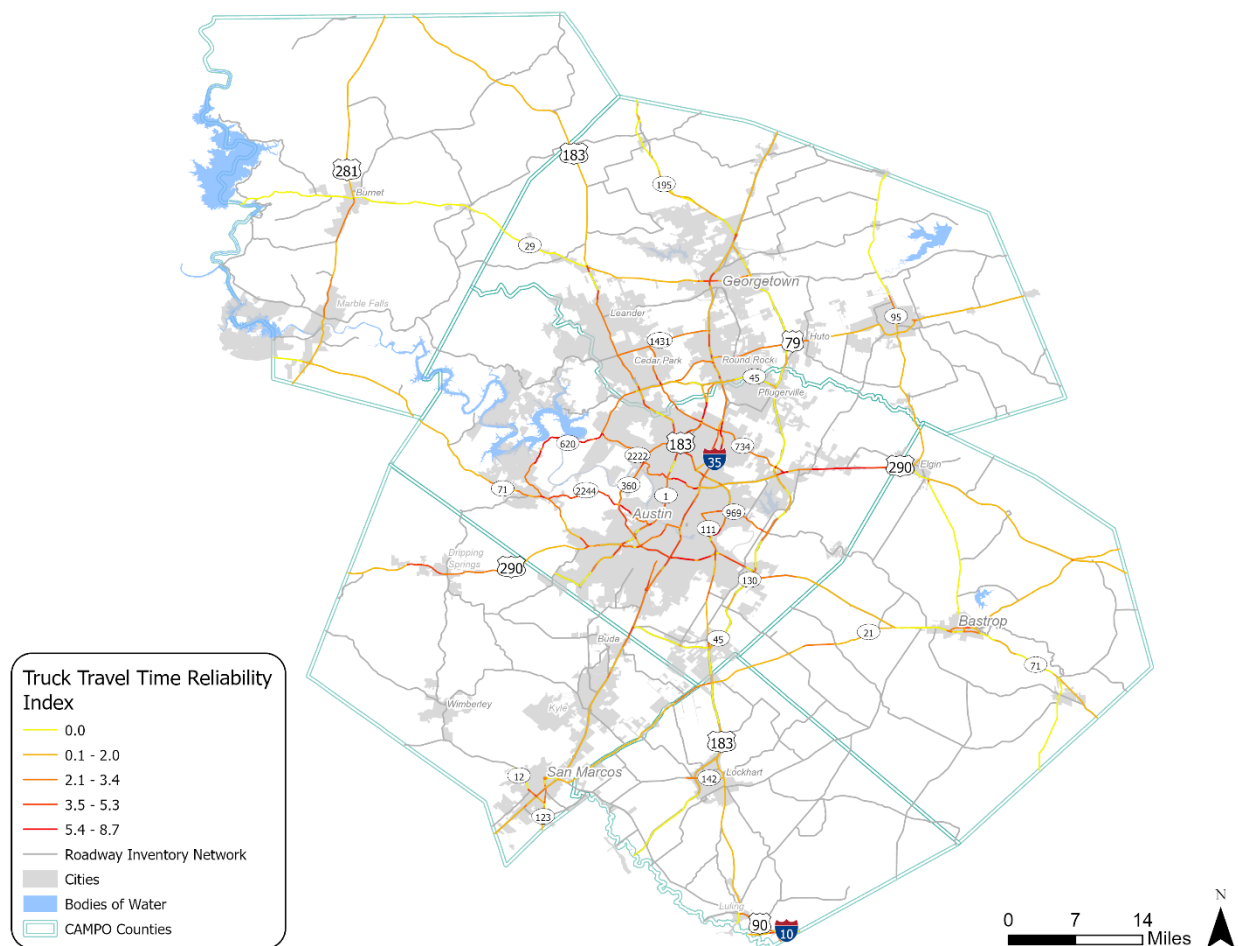 183
281
Burnet
195
29
Georgetown
Marble Falls
Leander
95
1431
79
Huto
Cedar Park
Round Rock
45
Pflugerville
183
620
734
2222
35
290
Elgin
71
2244
360
1
Austin
969
111
Dripping
Springs
290
130
Bastrop
21
45
Buda
71
Wimberley
Kyle
183
12
San Marcos
142
Lockhart
123
Luling
90
10
Truck Travel Time Reliability
Index
0.0
0.1 - 2.0
2.1 - 3.4
3.5 - 5.3
5.4 - 8.7
Roadway Inventory Network
Cities
Bodies of Water
CAMPO Counties
N
0 7 14
Miles